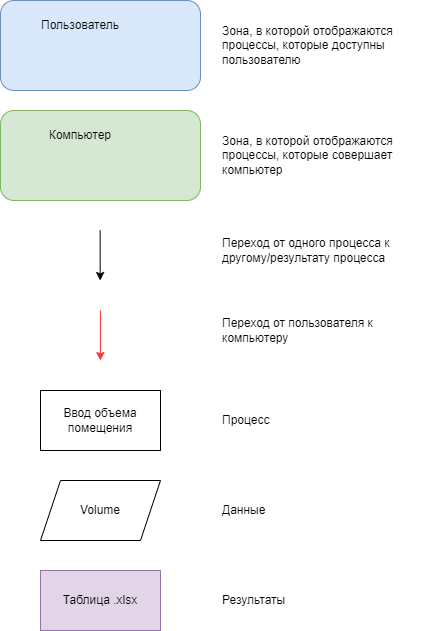 Пользователь
Зона, в которой отображаются
процессы, которые доступны
пользователю
Компьютер
Зона, в которой отображаются
процессы, которые совершает
компьютер
Переход от одного процесса к
другому/результату процесса
Переход от пользователя к
компьютеру
Ввод объема
помещения
Процесс
Volume
Данные
Таблица .xlsx
Результаты